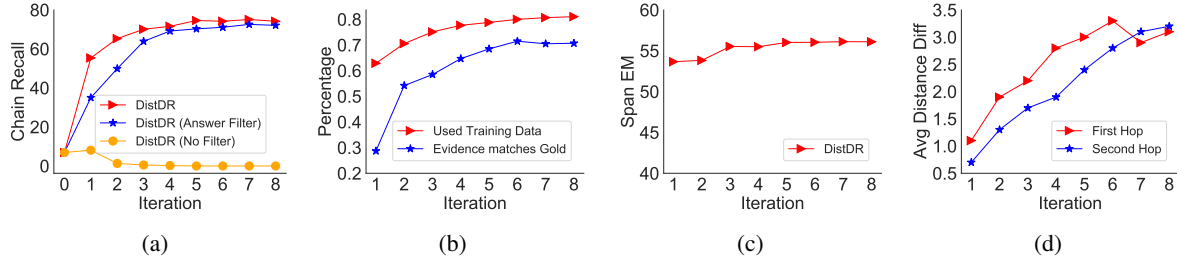 80
60
40
20
0
Chain Recall
DistDR
DistDR (Answer Filter)
DistDR (No Filter)
0 1 2 3 4 5 6 7 8
Iteration
(a)
0.8
0.7
0.6
0.5
0.4
0.3
0.2
Percentage
Used Training Data
Evidence matches Gold
1 2 3 4 5 6 7 8
Iteration
(b)
60
55
50
45
40
Span EM
DistDR
1 2 3 4 5 6 7 8
Iteration
(c)
3.5
3.0
2.5
2.0
1.5
1.0
0.5
Avg Distance Diff
First Hop
Second Hop
1 2 3 4 5 6 7 8
Iteration
(d)